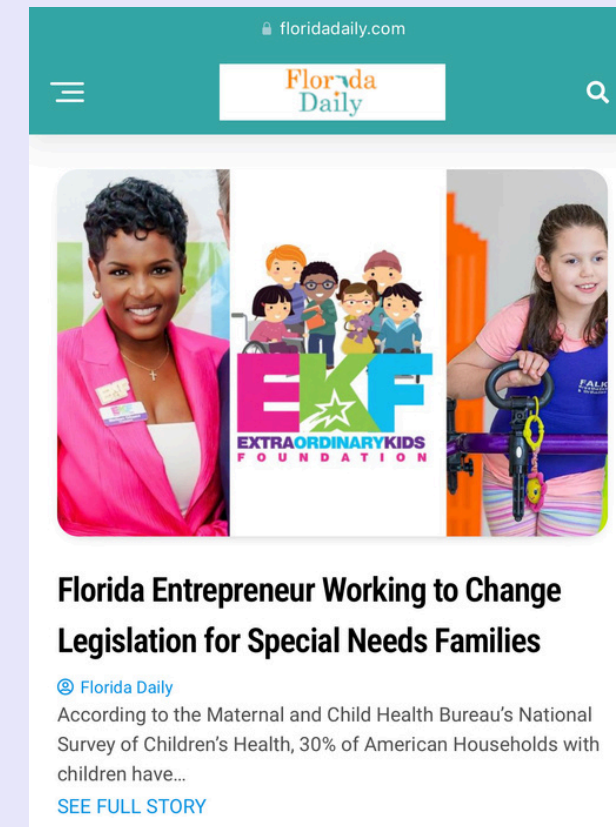 floridadaily.com
Florida
Daily
EKF
EXTRAORDINARYKIDS
FOUNDATION
EKF
Florida Entrepreneur Working to Change
Legislation for Special Needs Families
Florida Daily
According to the Maternal and Child Health Bureau’s National
Survey of Children’s Health, 30% of American Households with
children have...
SEE FULL STORY